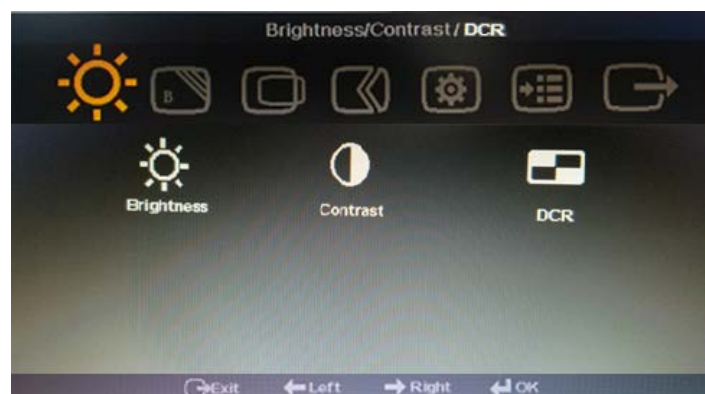 Brightness/Contrast/DCR
B
Brightness
Contrast
DCR
Exit Left Right OK